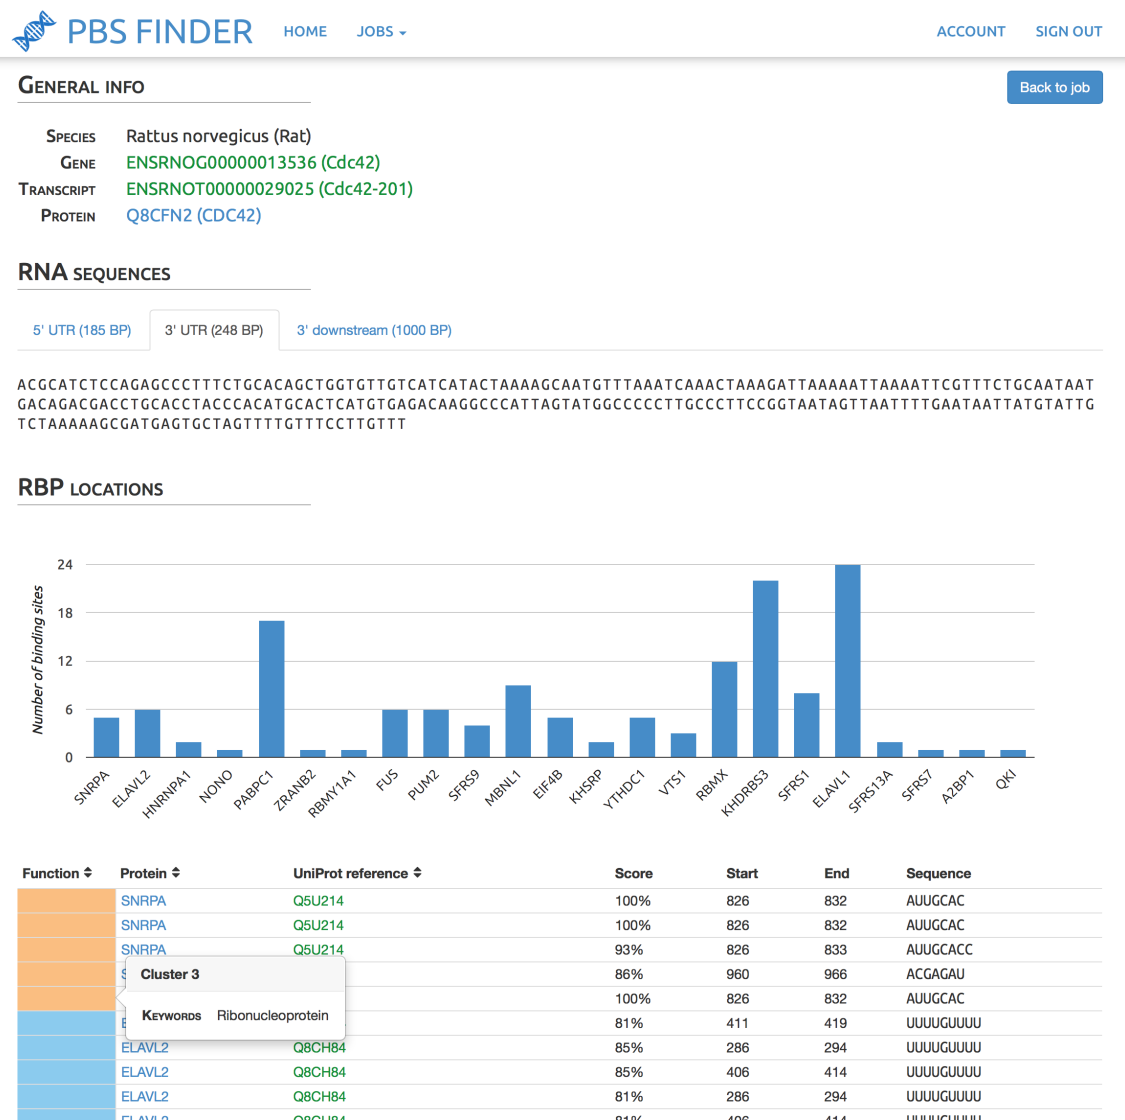 PBS FINDER HOME JOBS ACCOUNT SIGN OUT
General info Back to job
Species Rattus norvegicus (Rat)
Gene ENSRNOG00000013536 (Cdc42)
Transcript ENSRNOT00000029025 (Cdc42-201)
Protein Q8CFN2 (CDC42)
RNA sequences
5' UTR (185 BP) 3' UTR (248 BP) 3' downstream (1000 BP)
ACGCATCTCCAGAGCCCTTTCTGCACAGCTGGTGTTGTCATCATACTAAAAGCAATGTTTAAATCAAACTAAAGATTAAAAATTAAAATTCGTTTCTGCAATAAT
GACAGACGACCTGCACCTACCCACATGCACTCATGTGAGACAAGGCCCATTAGTATGGCCCCCTTGCCCTTCCGGTAATAGTTAATTTTGAATAATTATGTATTG
TCTAAAAAGCGATGAGTGCTAGTTTTGTTTCCTTGTTT
RBP locations
Number of binding sites
24
18
12
6
0
SNRPA ELAVL2 HNRNPA1 NONO PABPC1 ZRANB2 RBMY1A1 FUS PUM2 SFRS9 MBNL1 EIF4B KHSRP YTHDC1 VTS1 RBMX KHDRBS3 SFRS1 ELAVL1 SFRS13A SFRS7 A2BP1 QKI
Function Protein UniProt reference Score Start End Sequence
SNRPA Q5U214 100% 826 832 AUUGCAC
SNRPA Q5U214 100% 826 832 AUUGCAC
SNRPA Q5U214 93% 826 833 AUUGCACC
Cluster 3 86% 960 966 ACGAGAU
100% 826 832 AUUGCAC
Keywords Ribonucleoprotein
81% 411 419 UUUUGUUUU
ELAVL2 Q8CH84 85% 286 294 UUUUGUUUU
ELAVL2 Q8CH84 85% 406 414 UUUUGUUUU
ELAVL2 Q8CH84 81% 286 294 UUUUGUUUU
ELAVL2 Q8CH84 81% 406 414 UUUUGUUUU